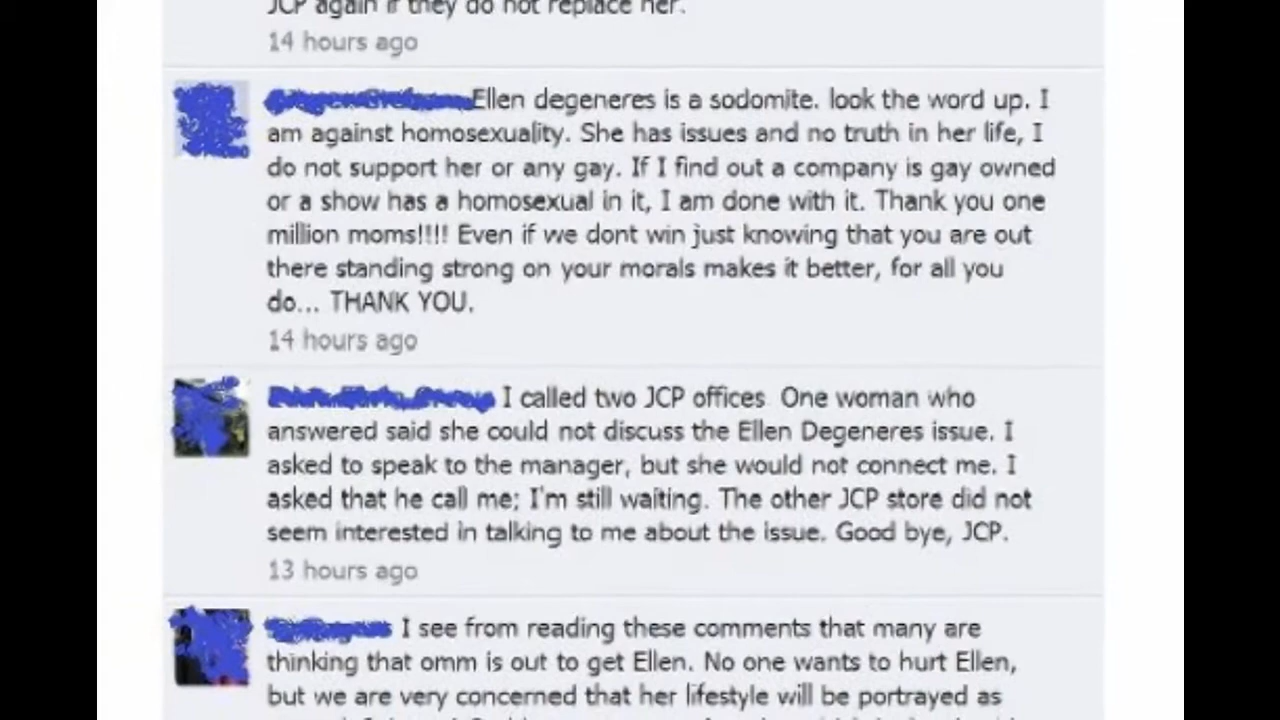 JCP again if they do not replace her.
14 hours ago
Ellen degeneres is a sodomite. look the word up. I
am against homosexuality. She has issues and no truth in her life, I
do not support her or any gay. If I find out a company is gay owned
or a show has a homosexual in it, I am done with it. Thank you one
million moms!!!! Even if we dont win just knowing that you are out
there standing strong on your morals makes it better, for all you
do... THANK YOU.
14 hours ago
I called two JCP offices. One woman who
answered said she could not discuss the Ellen Degeneres issue. I
asked to speak to the manager, but she would not connect me. I
asked that he call me; I'm still waiting. The other JCP store did not
seem interested in talking to me about the issue. Good bye, JCP.
13 hours ago
I see from reading these comments that many are
thinking that omm is out to get Ellen. No one wants to hurt Ellen,
but we are very concerned that her lifestyle will be portrayed as